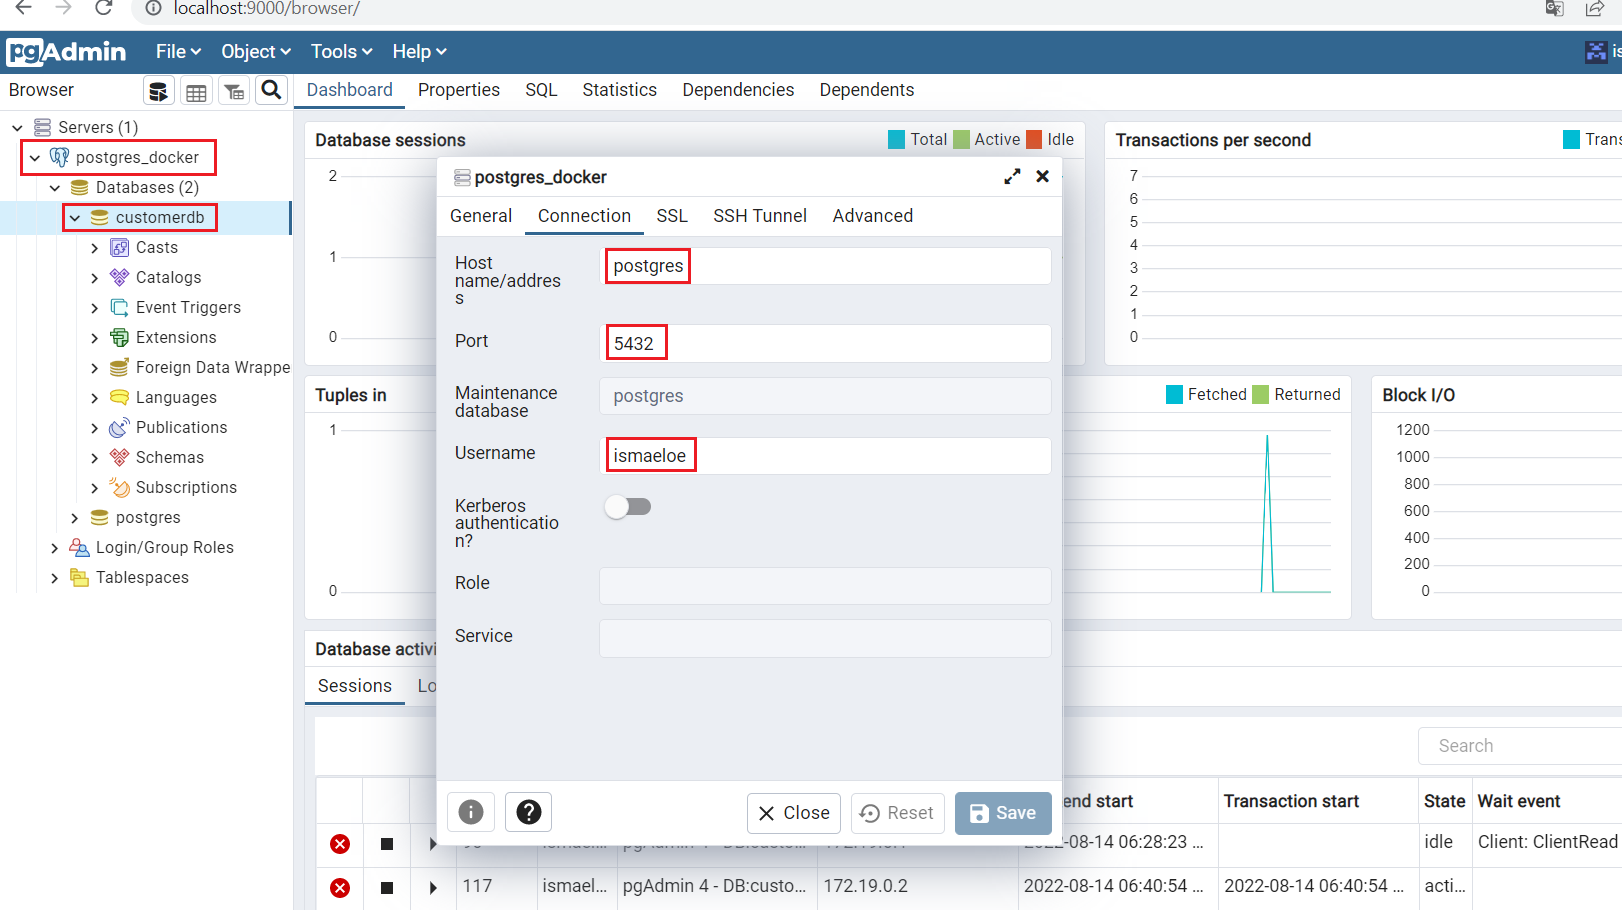 localhost:9000/browser/
pgAdmin File Object Tools Help
Browser
Dashboard Properties SQL Statistics Dependencies Dependents
Servers (1)
postgres_docker
Databases (2)
customerdb
Casts
Catalogs
Event Triggers
Extensions
Foreign Data Wrappe
Languages
Publications
Schemas
Subscriptions
postgres
Login/Group Roles
Tablespaces
Database sessions Total Active Idle
2
1
0
Transactions per second Trans
7
6
5
4
3
2
1
0
Tuples in
1
0
Fetched Returned
Block I/O
1200
1000
800
600
400
200
0
postgres_docker
General Connection SSL SSH Tunnel Advanced
Host
name/addres
s
postgres
Port
5432
Maintenance
database
postgres
Username
ismaeloe
Kerberos
authenticatio
n?
Role
Service
Close Reset Save
Database activi
Sessions Lo
Search
end start Transaction start State Wait event
2022-08-14 06:28:23 ... idle Client: ClientRead
117 ismael... pgAdmin 4 - DB:custo... 172.19.0.2 2022-08-14 06:40:54 ... 2022-08-14 06:40:54 ... acti...